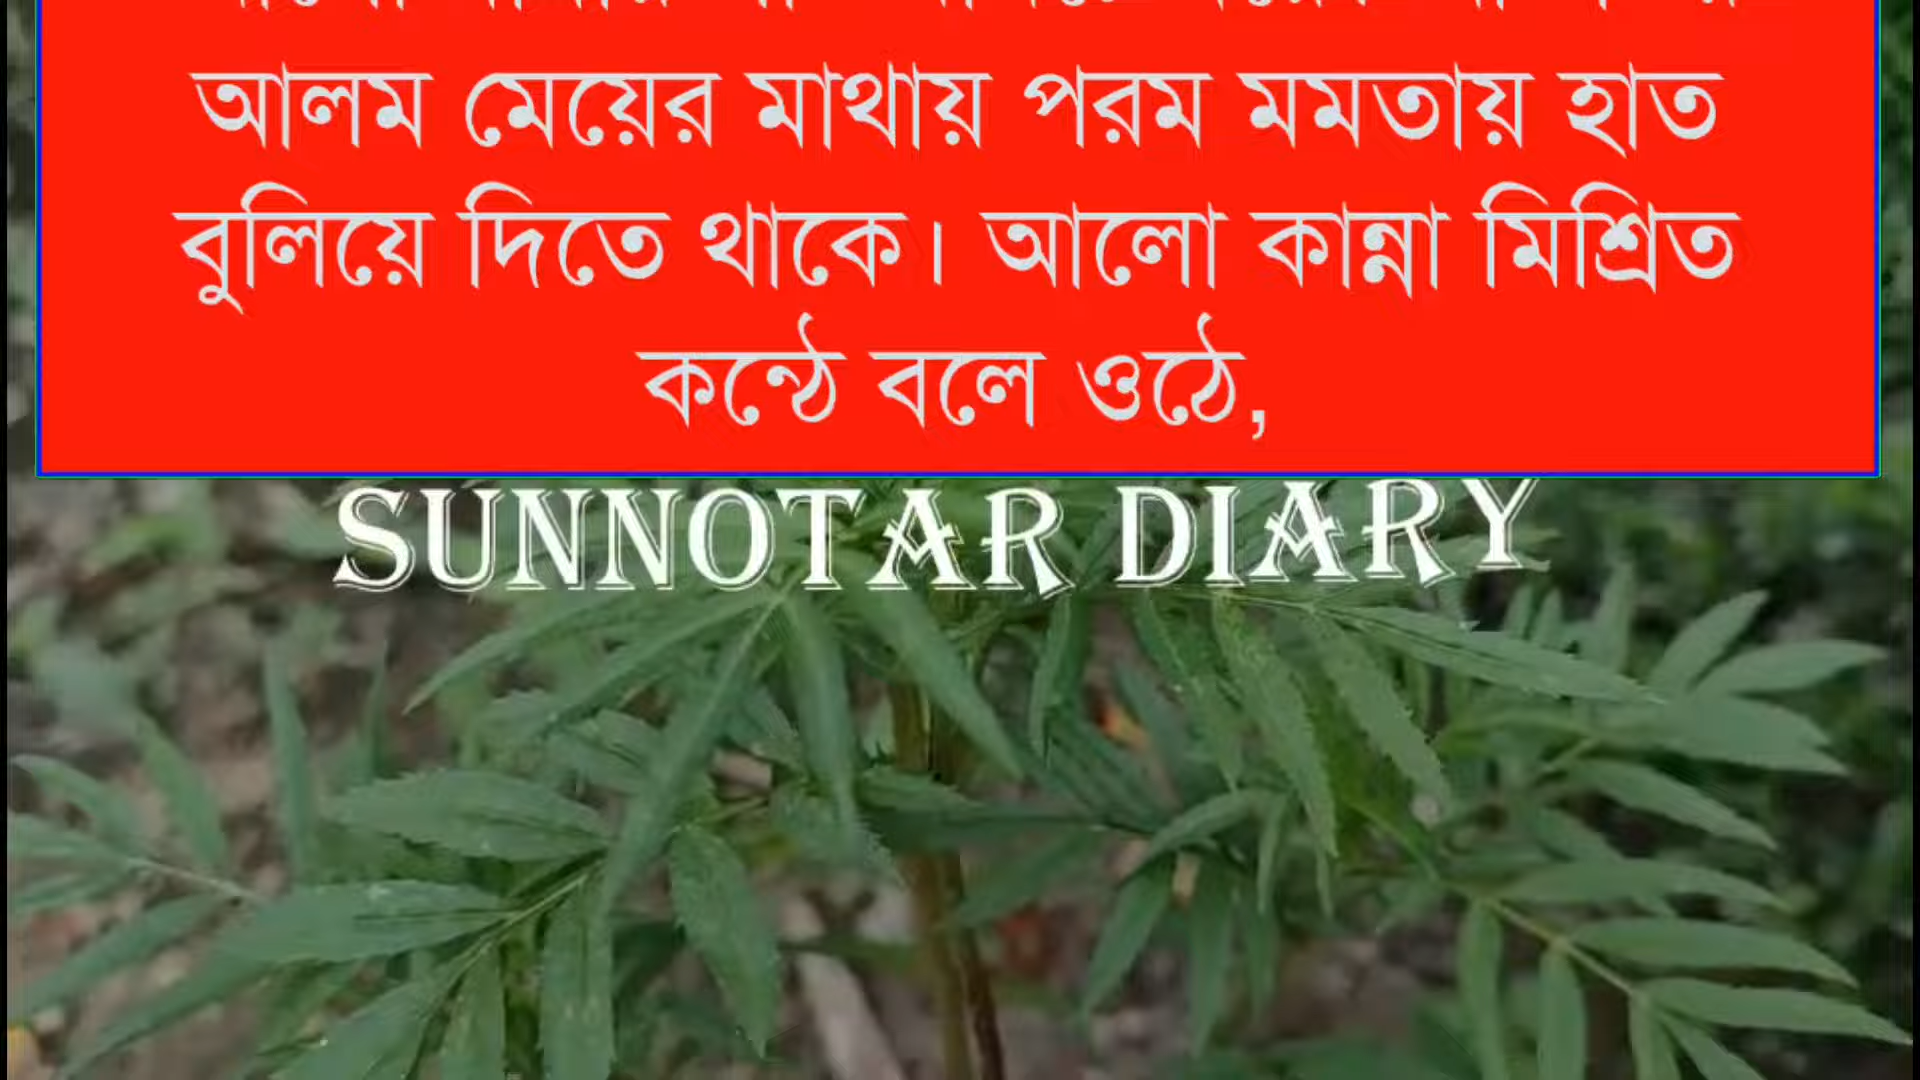 আলম মেয়ের মাথায় পরম মমতায় হাত
বুলিয়ে দিতে থাকে। আলো কান্না মিশ্রিত
কন্ঠে বলে ওঠে,
SUNNOTAR DIARY